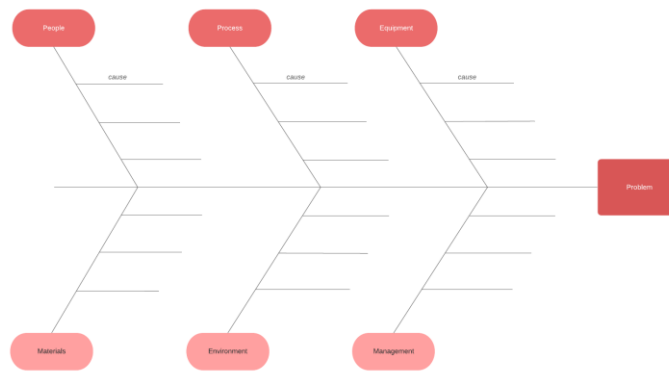 People
Process
Equipment
cause
cause
cause
Problem
Materials
Environment
Management